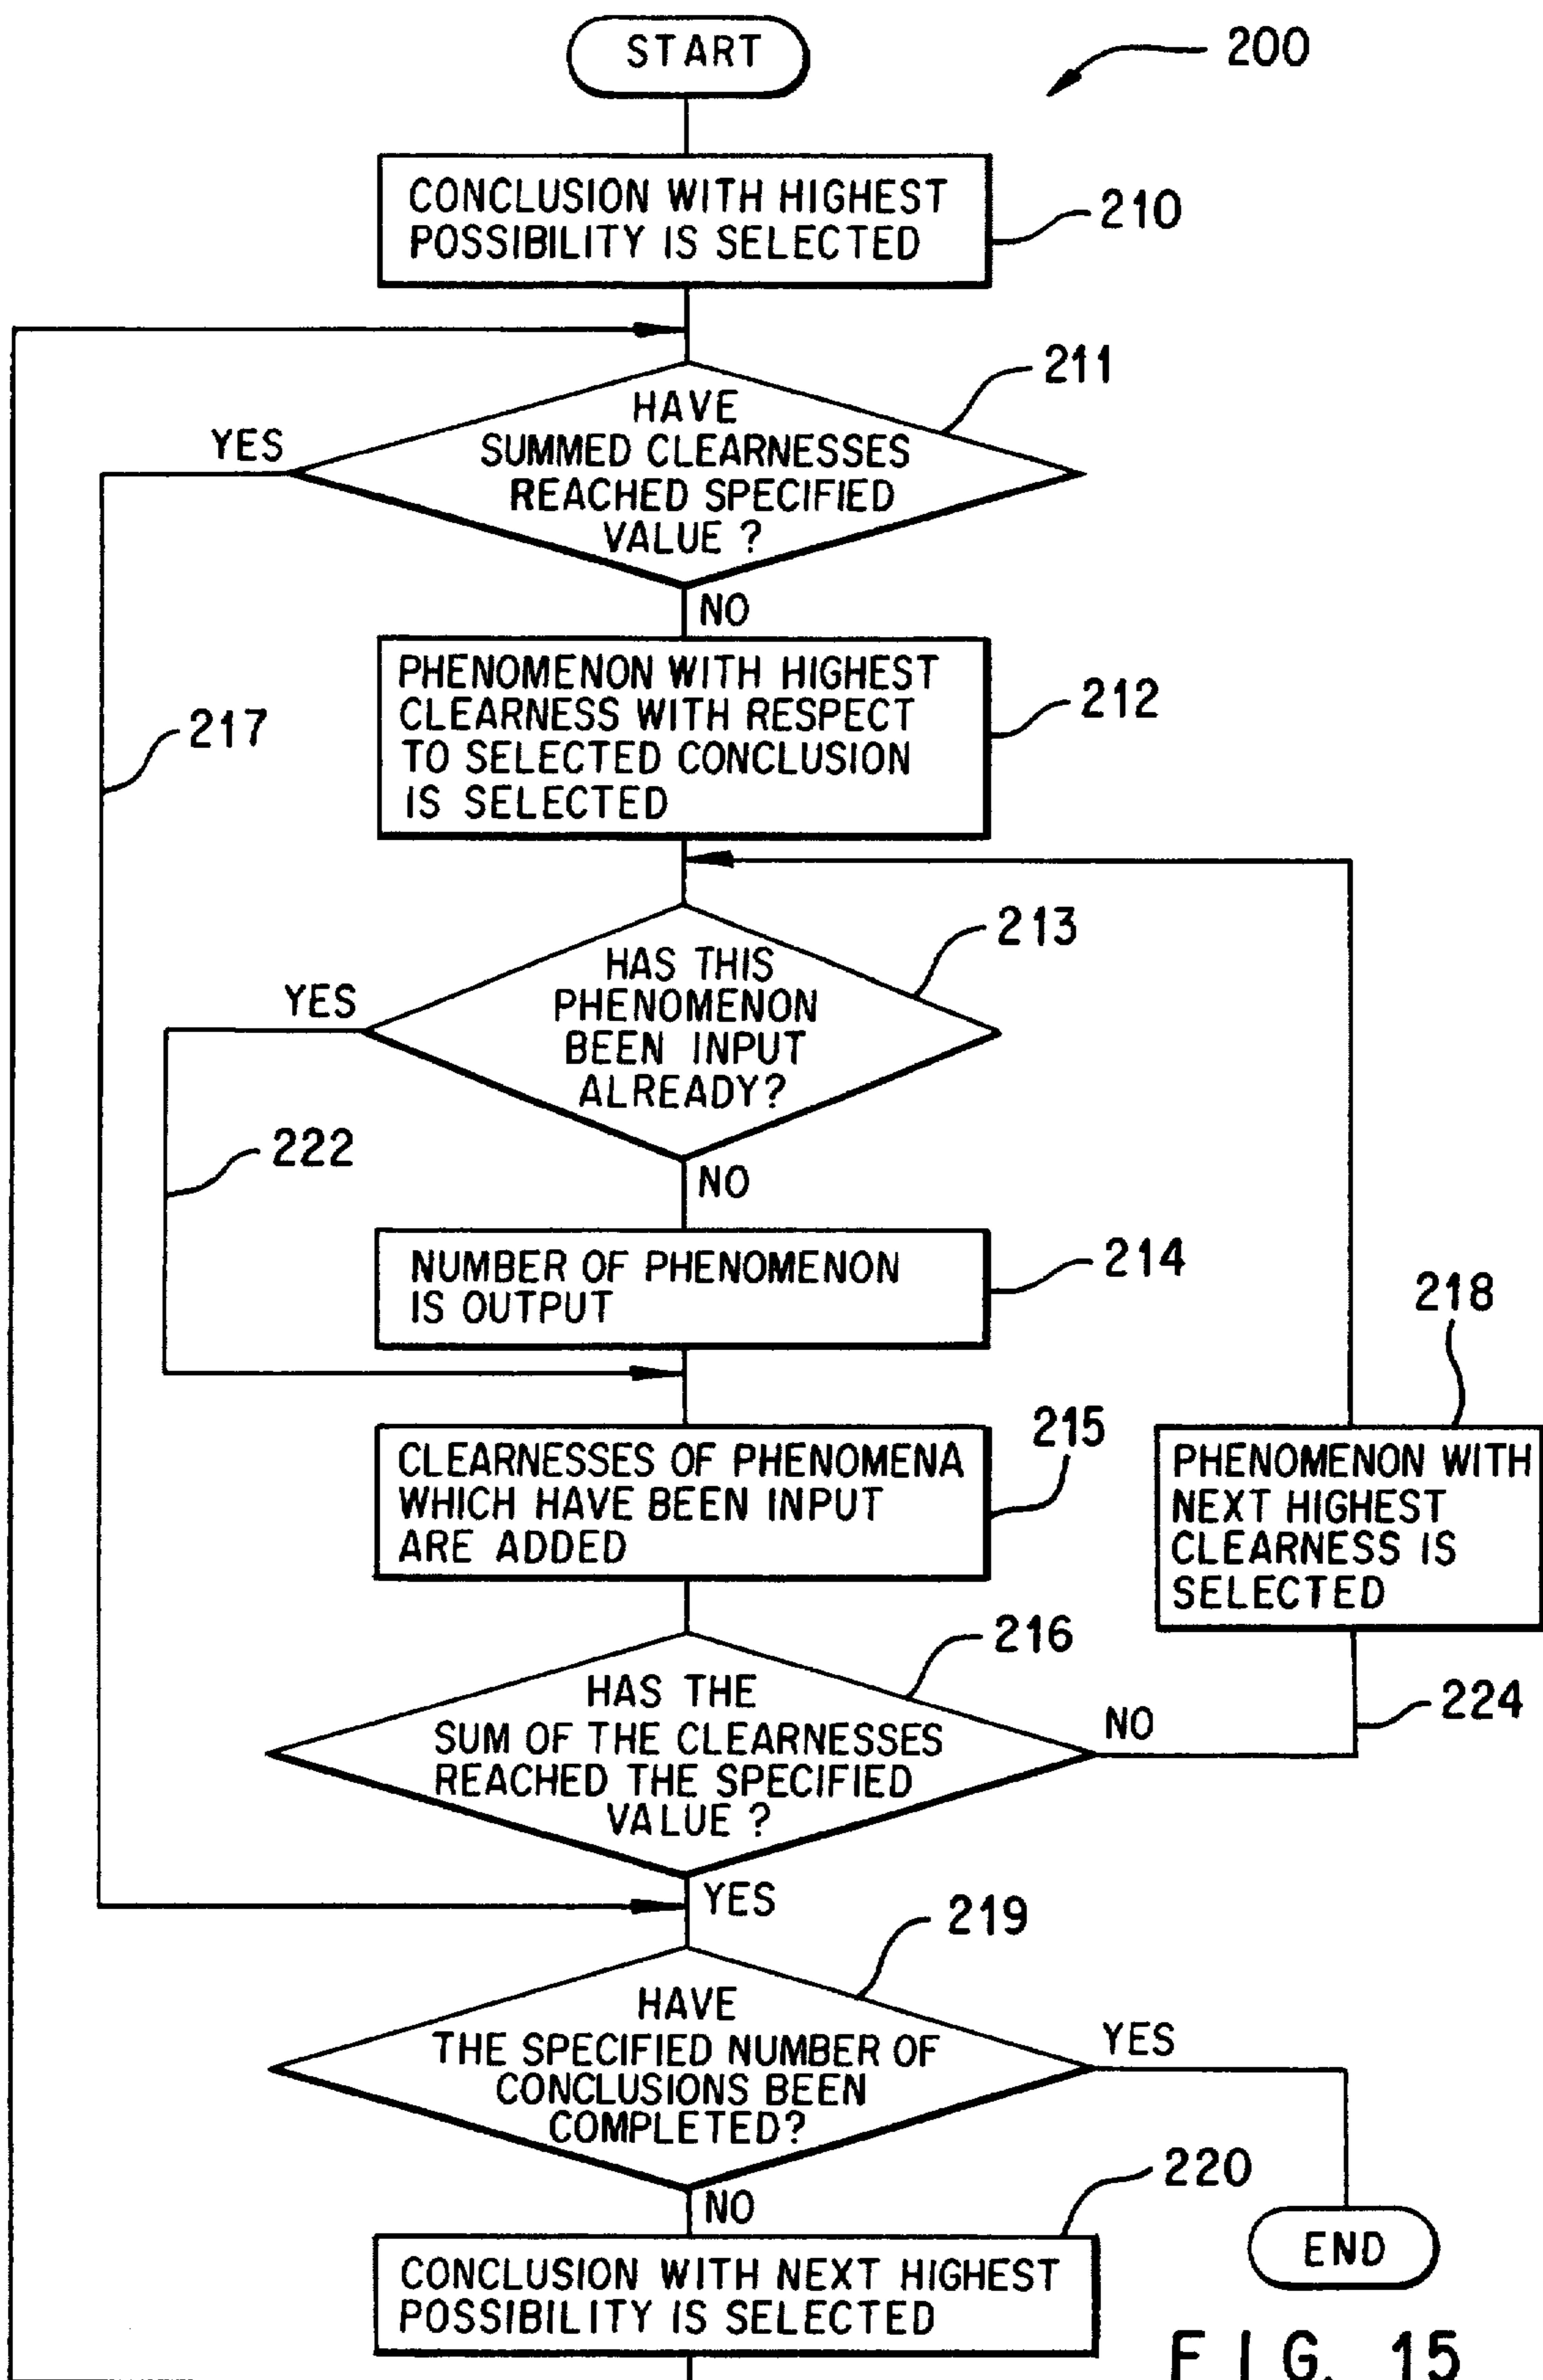 START
200
CONCLUSION WITH HIGHEST
POSSIBILITY IS SELECTED
210
211
HAVE
SUMMED CLEARNESSES
REACHED SPECIFIED
VALUE ?
YES
NO
PHENOMENON WITH HIGHEST
CLEARNESS WITH RESPECT
TO SELECTED CONCLUSION
IS SELECTED
212
217
213
HAS THIS
PHENOMENON
BEEN INPUT
ALREADY?
YES
222
NO
NUMBER OF PHENOMENON
IS OUTPUT
214
218
215
CLEARNESSES OF PHENOMENA
WHICH HAVE BEEN INPUT
ARE ADDED
PHENOMENON WITH
NEXT HIGHEST
CLEARNESS IS
SELECTED
216
HAS THE
SUM OF THE CLEARNESSES
REACHED THE SPECIFIED
VALUE ?
NO
224
YES
219
HAVE
THE SPECIFIED NUMBER OF
CONCLUSIONS BEEN
COMPLETED?
YES
220
NO
END
CONCLUSION WITH NEXT HIGHEST
POSSIBILITY IS SELECTED
FIG. 15